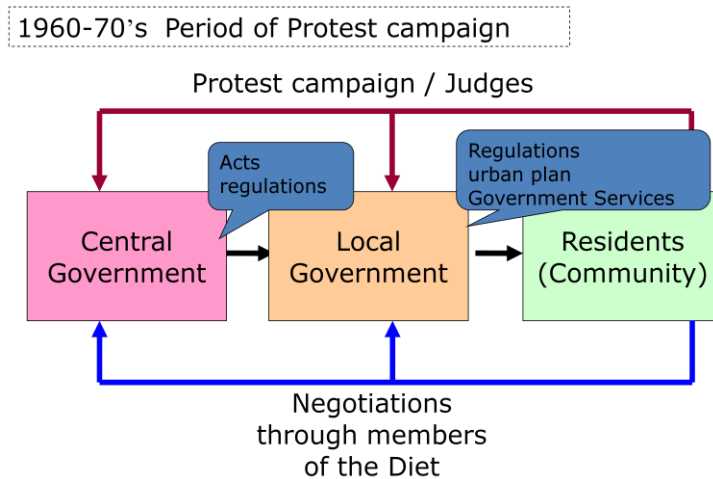 1960-70's Period of Protest campaign
Protest campaign / Judges
Acts
regulations
Regulations
urban plan
Government Services
Central
Government
Local
Government
Residents
(Community)
Negotiations
through members
of the Diet